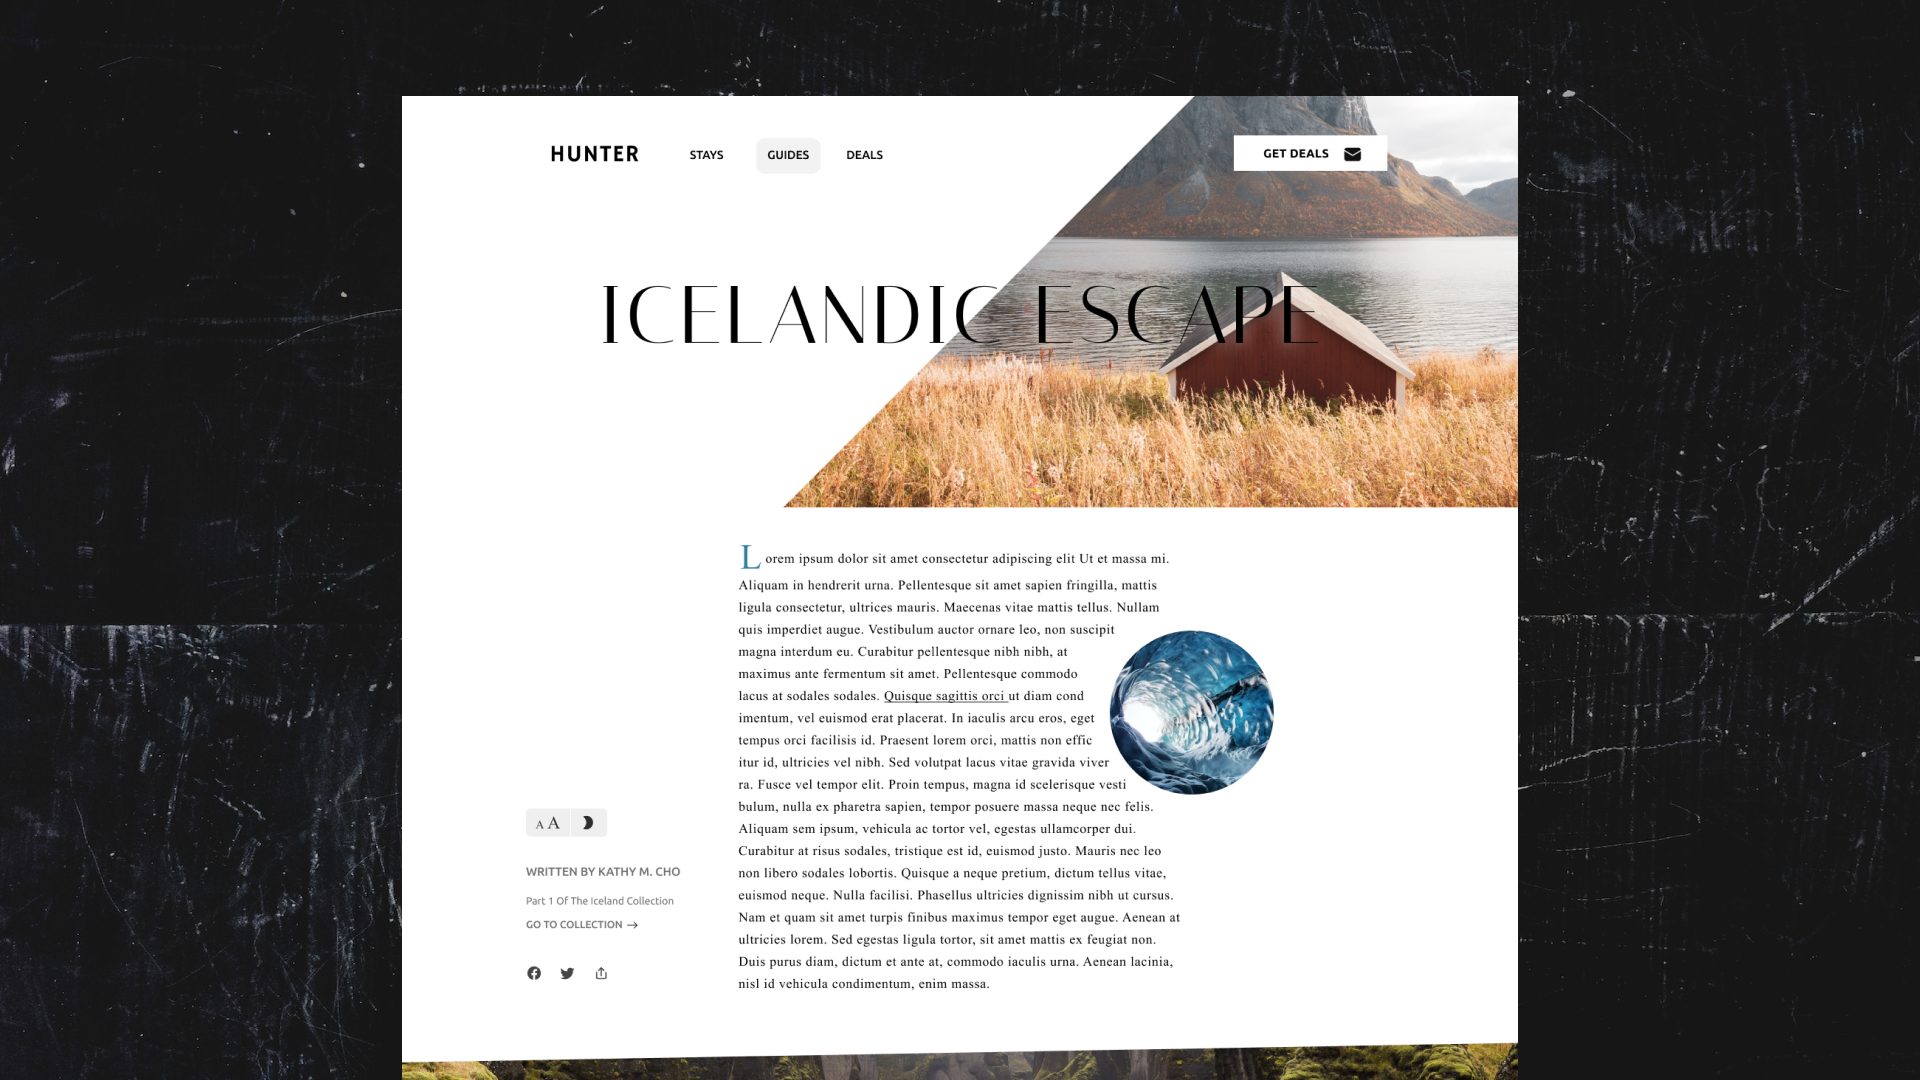 HUNTER
STAYS
GUIDES
DEALS
GET DEALS
ICELANDIC ESCAPE
Lorem ipsum dolor sit amet consectetur adipiscing elit Ut et massa mi.
Aliquam in hendrerit urna. Pellentesque sit amet sapien fringilla, mattis
ligula consectetur, ultrices mauris. Maecenas vitae mattis tellus. Nullam
quis imperdiet augue. Vestibulum auctor ornare leo, non suscipit
magna interdum eu. Curabitur pellentesque nibh nibh, at
maximus ante fermentum sit amet. Pellentesque commodo
lacus at sodales sodales. Quisque sagittis orci ut diam cond
imentum, vel euismod erat placerat. In iaculis arcu eros, eget
tempus orci facilisis id. Praesent lorem orci, mattis non effic
itur id, ultricies vel nibh. Sed volutpat lacus vitae gravida viver
ra. Fusce vel tempor elit. Proin tempus, magna id scelerisque vesti
bulum, nulla ex pharetra sapien, tempor posuere massa neque nec felis.
Aliquam sem ipsum, vehicula ac tortor vel, egestas ullamcorper dui.
Curabitur at risus sodales, tristique est id, euismod justo. Mauris nec leo
non libero sodales lobortis. Quisque a neque pretium, dictum tellus vitae,
euismod neque. Nulla facilisi. Phasellus ultricies dignissim nibh ut cursus.
Nam et quam sit amet turpis finibus maximus tempor eget augue. Aenean at
ultricies lorem. Sed egestas ligula tortor, sit amet mattis ex feugiat non.
Duis purus diam, dictum et ante at, commodo iaculis urna. Aenean lacinia,
nisl id vehicula condimentum, enim massa.
A A
WRITTEN BY KATHY M. CHO
Part 1 Of The Iceland Collection
GO TO COLLECTION →